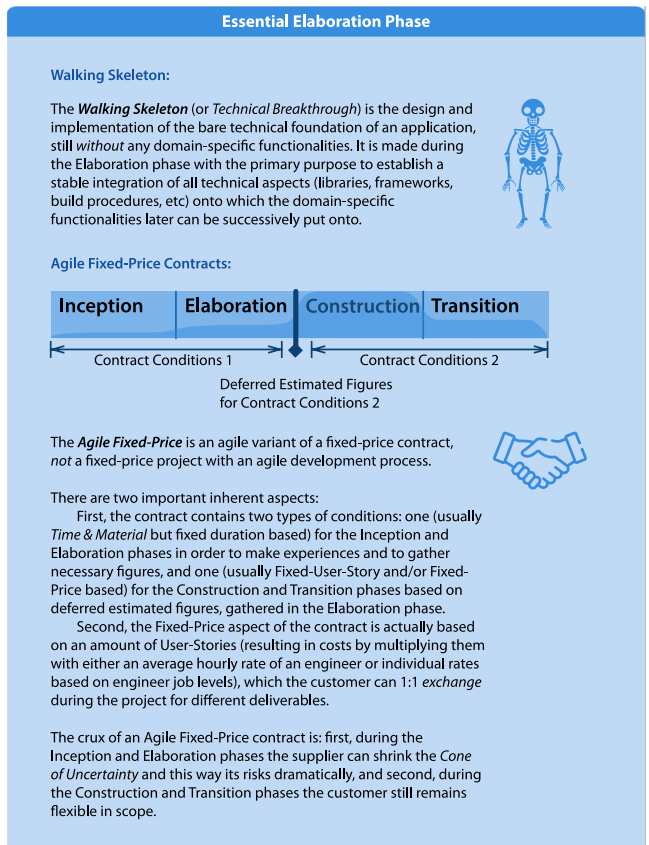 Essential Elaboration Phase
Walking Skeleton:
The Walking Skeleton (or Technical Breakthrough) is the design and
implementation of the bare technical foundation of an application,
still without any domain-specific functionalities. It is made during
the Elaboration phase with the primary purpose to establish a
stable integration of all technical aspects (libraries, frameworks,
build procedures, etc) onto which the domain-specific
functionalities later can be successively put onto.
Agile Fixed-Price Contracts:
Inception Elaboration Construction Transition
Contract Conditions 1 Contract Conditions 2
Deferred Estimated Figures
for Contract Conditions 2
The Agile Fixed-Price is an agile variant of a fixed-price contract,
not a fixed-price project with an agile development process.
There are two important inherent aspects:
First, the contract contains two types of conditions: one (usually
Time & Material but fixed duration based) for the Inception and
Elaboration phases in order to make experiences and to gather
necessary figures, and one (usually Fixed-User-Story and/or Fixed-
Price based) for the Construction and Transition phases based on
deferred estimated figures, gathered in the Elaboration phase.
Second, the Fixed-Price aspect of the contract is actually based
on an amount of User-Stories (resulting in costs by multiplying them
with either an average hourly rate of an engineer or individual rates
based on engineer job levels), which the customer can 1:1 exchange
during the project for different deliverables.
The crux of an Agile Fixed-Price contract is: first, during the
Inception and Elaboration phases the supplier can shrink the Cone
of Uncertainty and this way its risks dramatically, and second, during
the Construction and Transition phases the customer still remains
flexible in scope.